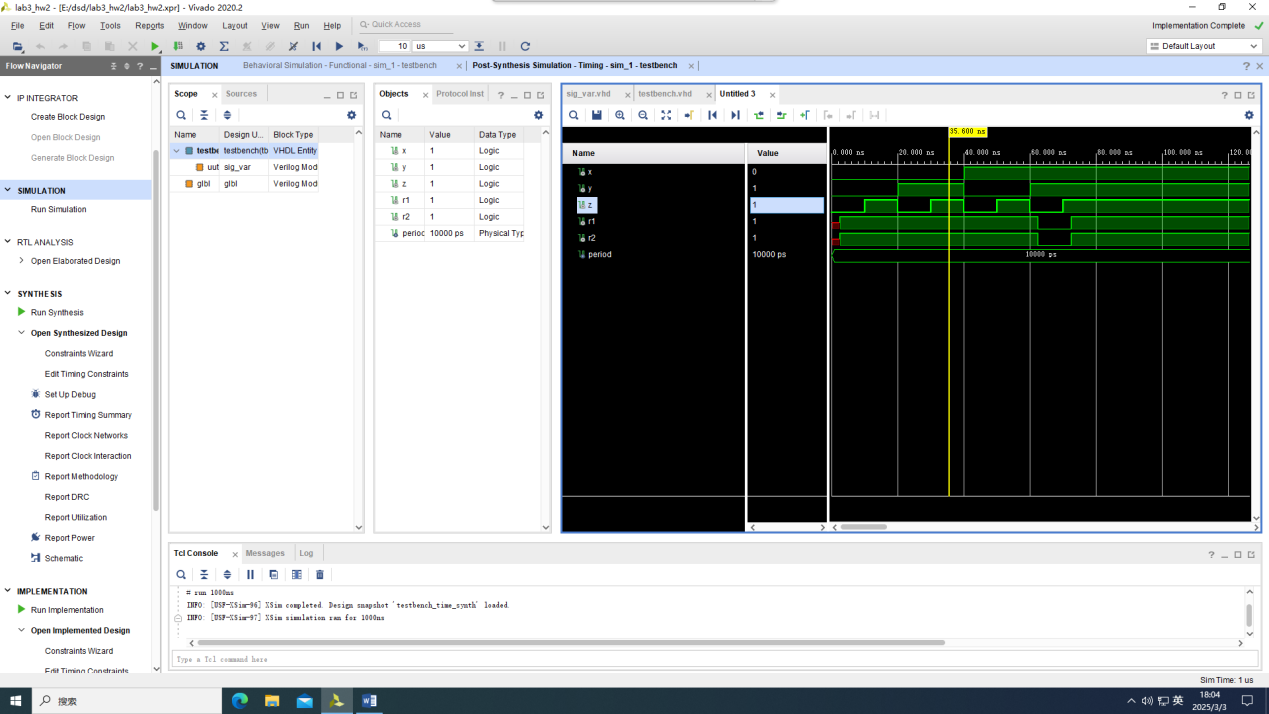 lab3_hw2 - [E:/dsd/lab3_hw2/lab3_hw2.xpr] - Vivado 2020.2
File Edit Flow Tools Reports Window Layout View Run Help Quick Access
Implementation Complete
10 us
Default Layout
Flow Navigator
IP INTEGRATOR
Create Block Design
Open Block Design
Generate Block Design
SIMULATION
Run Simulation
RTL ANALYSIS
Open Elaborated Design
SYNTHESIS
Run Synthesis
Open Synthesized Design
Constraints Wizard
Edit Timing Constraints
Set Up Debug
Report Timing Summary
Report Clock Networks
Report Clock Interaction
Report Methodology
Report DRC
Report Utilization
Report Power
Schematic
IMPLEMENTATION
Run Implementation
Open Implemented Design
Constraints Wizard
Edit Timing Constraints
SIMULATION
Behavioral Simulation - Functional - sim_1 - testbench
Post-Synthesis Simulation - Timing - sim_1 - testbench
Scope Sources
Name Design U... Block Type
testbe testbench(tb VHDL Entity
uut sig_var Verilog Mod
glbl glbl Verilog Mod
Objects Protocol Inst
Name Value Data Type
x 1 Logic
y 1 Logic
z 1 Logic
r1 1 Logic
r2 1 Logic
perioc 10000 ps Physical Typ
sig_var.vhd testbench.vhd Untitled 3
35.600 ns
0.000 ns 20.000 ns 40.000 ns 60.000 ns 80.000 ns 100.000 ns 120.0
Name Value
x 0
y 1
z 1
r1 1
r2 1
period 10000 ps 10000 ps
Tcl Console Messages Log
# run 1000ns
INFO: [USF-XSim-96] XSim completed. Design snapshot 'testbench_time_synth' loaded.
INFO: [USF-XSim-97] XSim simulation ran for 1000ns
Type a Tcl command here
Sim Time: 1 us
搜索
英
18:04
2025/3/3